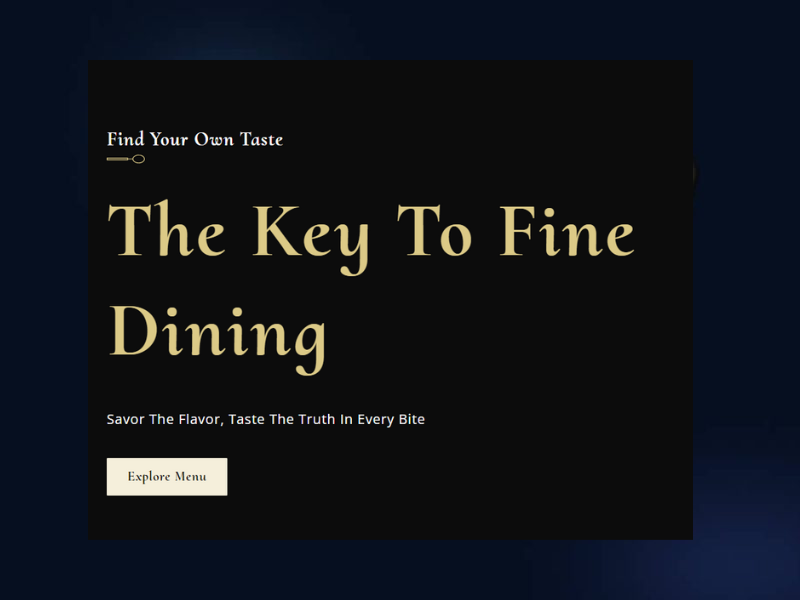 Find Your Own Taste
The Key To Fine
Dining
Savor The Flavor, Taste The Truth In Every Bite
Explore Menu